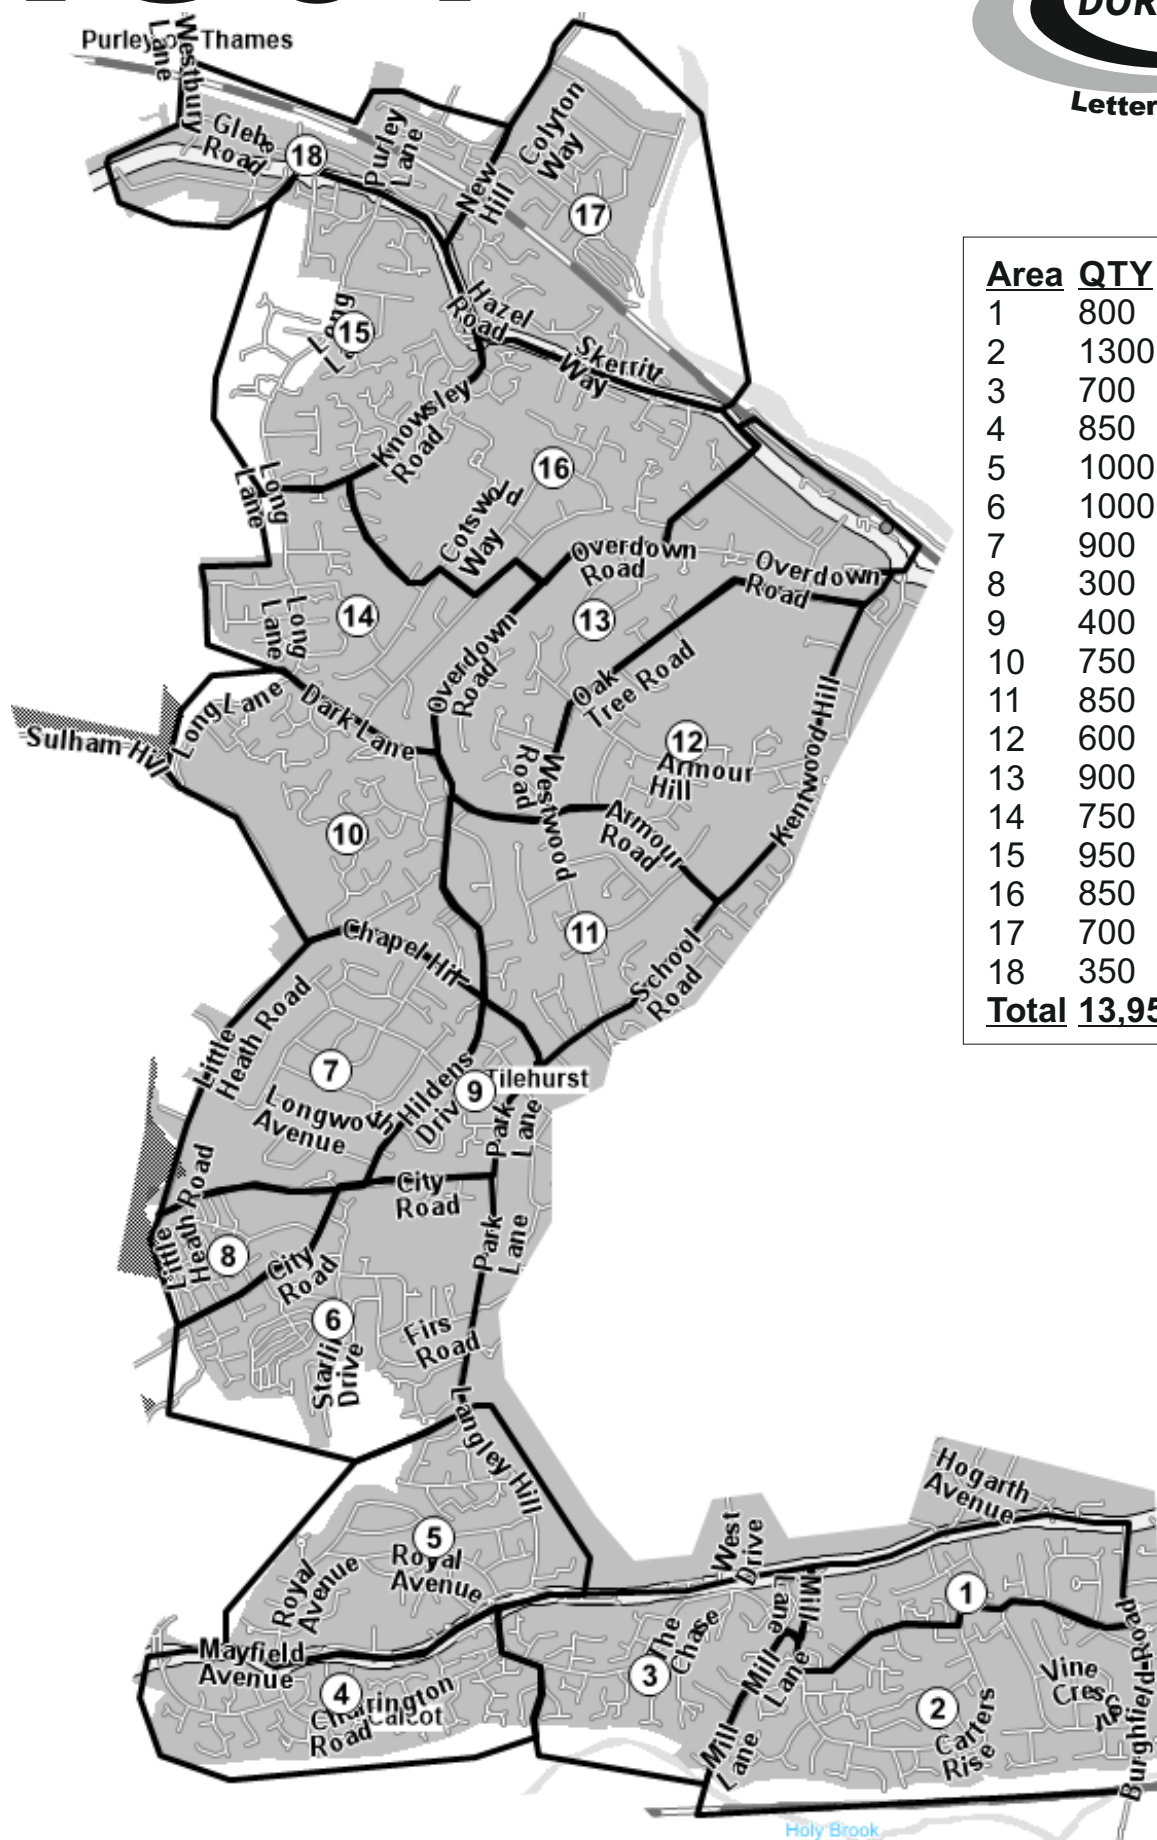 DOR
Letter
Purley on Thames
Westbury
Lane
Glebe
Road
18
Purley
Lane
New
Hill
Colyton
Way
17
Area QTY
1 800
2 1300
3 700
4 850
5 1000
6 1000
7 900
8 300
9 400
10 750
11 850
12 600
13 900
14 750
15 950
16 850
17 700
18 350
Total 13,95
Hazel
Road
Long
15
Skerritt
Way
Knowsley
Road
16
Long
Lane
Cotswold
Way
Overdown
Road
Overdown
Road
14
13
Long
Lane
Overdown
Road
Oak
Tree Road
Long Lane
Dark Lane
Sulham Hill
12
Armour
Hill
Westwood
Road
Kentwood Hill
10
Armour
Road
11
Chapel Hill
School
Road
Little
Heath Road
7
Hildens
Driv
9
Tilehurst
Longworth
Avenue
Park
Lane
City
Road
Little
Heath Road
8
City
Road
Park
Lane
6
Starli
Drive
Firs
Road
Langley Hill
Hogarth
Avenue
5
Royal
Avenue
Royal
Avenue
West
Drive
Mill
Lane
1
Mayfield
Avenue
The
Chase
3
Mill
Lane
Vine
Crescent
Burghfield Road
4
Charrington
Road
Calcot
2
Carters
Rise
Mill
Lane
Holy Brook